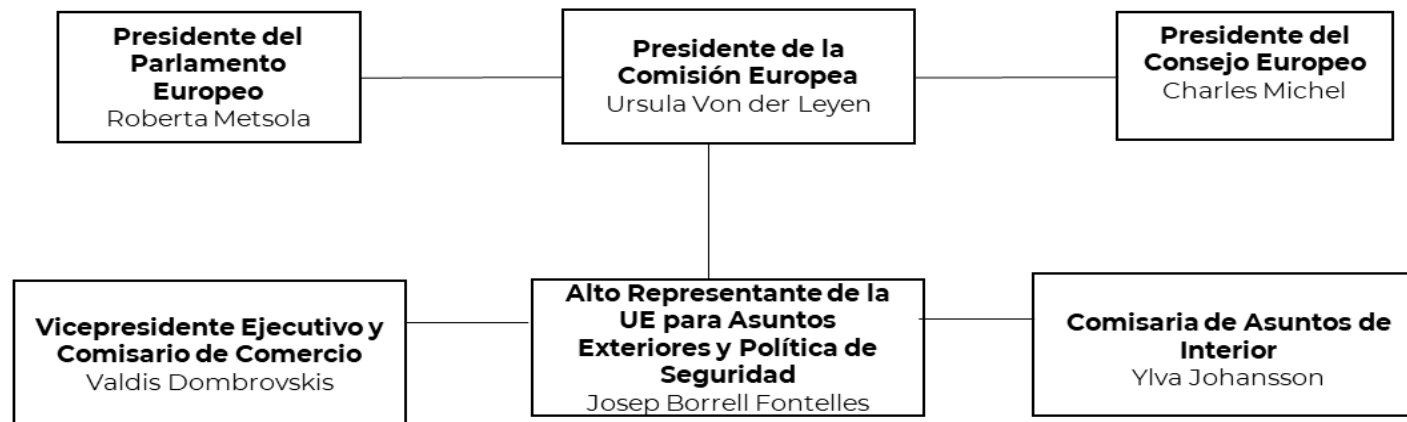 Presidente del
Parlamento
Europeo
Roberta Metsola
Presidente de la
Comisión Europea
Ursula Von der Leyen
Presidente del
Consejo Europeo
Charles Michel
Vicepresidente Ejecutivo y
Comisario de Comercio
Valdis Dombrovskis
Alto Representante de la
UE para Asuntos
Exteriores y Política de
Seguridad
Josep Borrell Fontelles
Comisaria de Asuntos de
Interior
Ylva Johansson